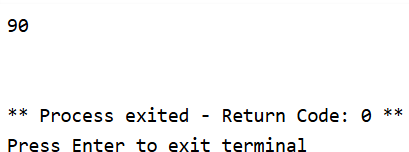 90
** Process exited - Return Code: 0 **
Press Enter to exit terminal